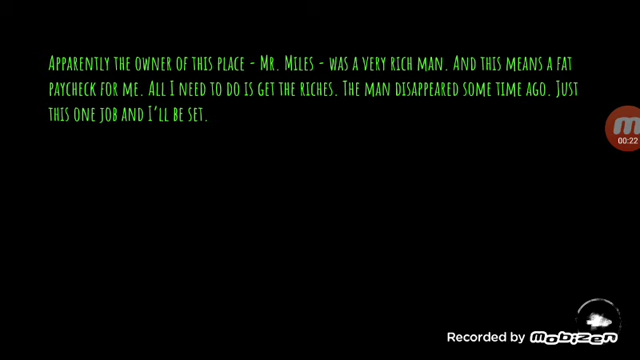 Apparently the owner of this place - Mr. Miles - was a very rich man. And this means a fat
paycheck for me. All I need to do is get the riches. The man disappeared some time ago. Just
this one job and I'll be set.
00:22
Recorded by mobizen